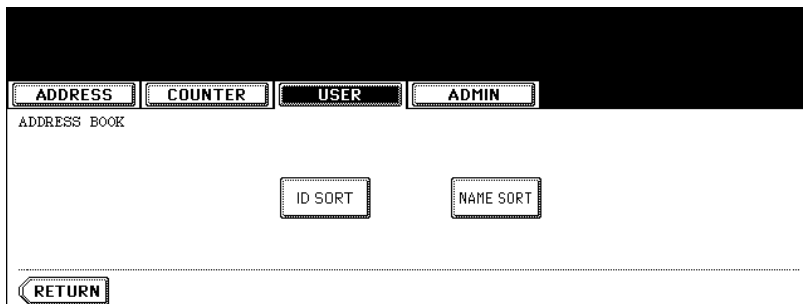 ADDRESS COUNTER USER ADMIN
ADDRESS BOOK
ID SORT NAME SORT
RETURN